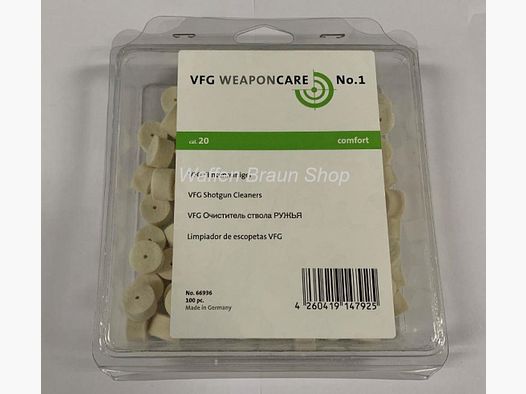 VFG WEAPONCARE No.1
cal. 20 comfort
Waffen Braun Shop
VFG Shotgun Cleaners
VFG Очиститель ствола РУЖЬЯ
Limpiador de escopetas VFG
No. 66936
100 pc.
Made in Germany
4 260419 147925